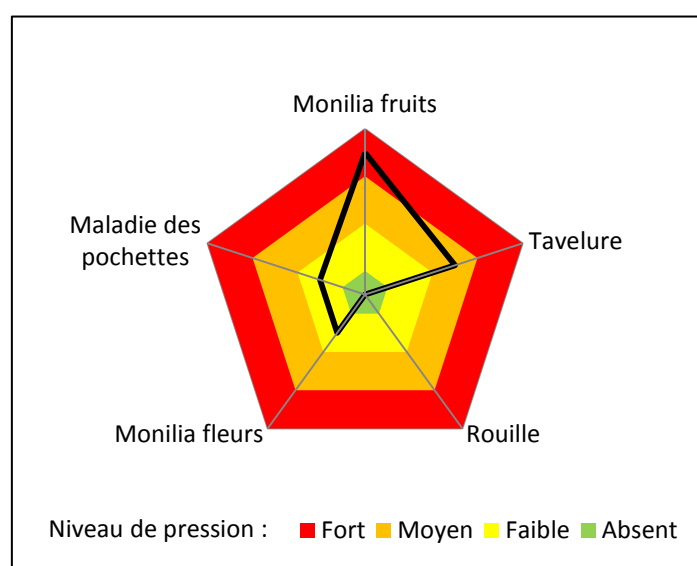 Monilia fruits
Maladie des
pochettes
Tavelure
Monilia fleurs
Rouille
Niveau de pression : Fort Moyen Faible Absent